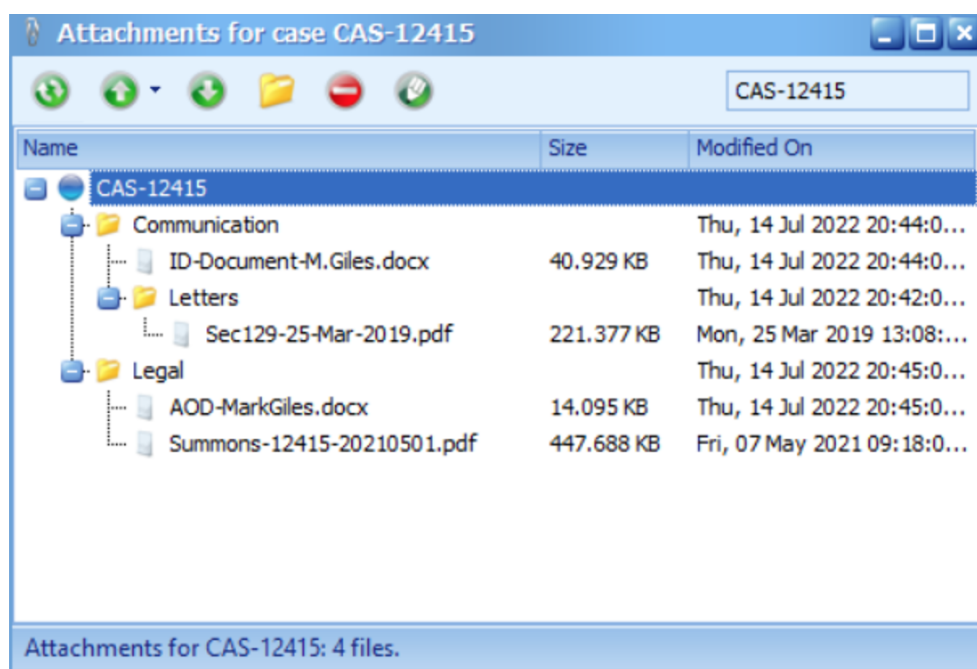 Attachments for case CAS-12415
CAS-12415
Name Size Modified On
CAS-12415
Communication Thu, 14 Jul 2022 20:44:0...
ID-Document-M.Giles.docx 40.929 KB Thu, 14 Jul 2022 20:44:0...
Letters Thu, 14 Jul 2022 20:42:0...
Sec129-25-Mar-2019.pdf 221.377 KB Mon, 25 Mar 2019 13:08:...
Legal Thu, 14 Jul 2022 20:45:0...
AOD-MarkGiles.docx 14.095 KB Thu, 14 Jul 2022 20:45:0...
Summons-12415-20210501.pdf 447.688 KB Fri, 07 May 2021 09:18:0...
Attachments for CAS-12415: 4 files.